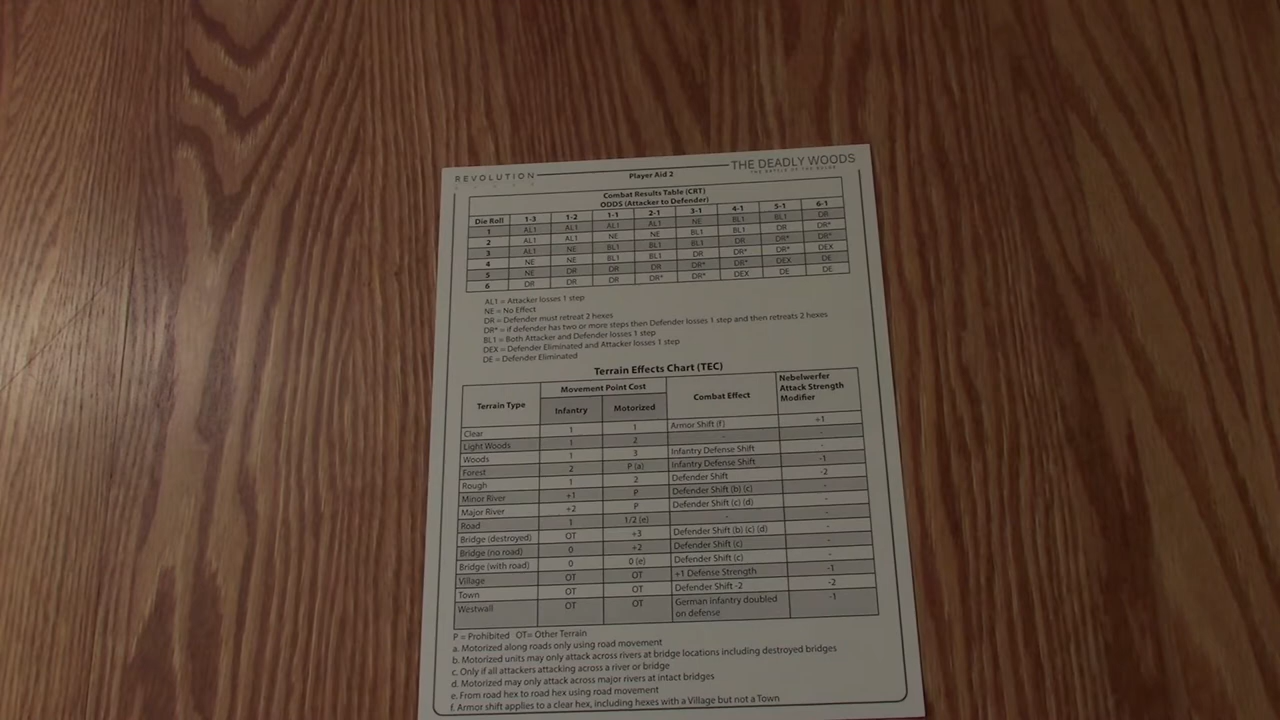 REVOLUTION
Player Aid 2
THE DEADLY WOODS
THE BATTLE OF THE BULGE
Combat Results Table (CRT)
ODDS (Attacker to Defender)
Die Roll 1-3 1-2 1-1 2-1 3-1 4-1 5-1 6-1
1 AL1 AL1 AL1 AL1 NE BL1 BL1 DR
2 AL1 AL1 NE NE BL1 BL1 DR DR*
3 AL1 NE BL1 BL1 BL1 DR DR* DR*
4 NE NE BL1 BL1 DR DR* DR* DEX
5 NE DR DR DR DR* DR* DEX DE
6 DR DR DR DR* DR* DEX DE DE
AL1 = Attacker losses 1 step
NE = No Effect
DR = Defender must retreat 2 hexes
DR* = if defender has two or more steps then Defender losses 1 step and then retreats 2 hexes
BL1 = Both Attacker and Defender losses 1 step
DEX = Defender Eliminated and Attacker losses 1 step
DE = Defender Eliminated
Terrain Effects Chart (TEC)
Terrain Type Movement Point Cost Combat Effect Nebelwerfer Attack Strength Modifier
Infantry Motorized
Clear 1 1 Armor Shift (f) +1
Light Woods 1 2 - -
Woods 1 3 Infantry Defense Shift -
Forest 2 P (a) Infantry Defense Shift -1
Rough 1 2 Defender Shift -2
Minor River +1 P Defender Shift (b) (c) -
Major River +2 P Defender Shift (c) (d) -
Road 1 1/2 (e) - -
Bridge (destroyed) OT +3 Defender Shift (b) (c) (d) -
Bridge (no road) 0 +2 Defender Shift (c) -
Bridge (with road) 0 0 (e) Defender Shift (c) -
Village OT OT +1 Defense Strength -1
Town OT OT Defender Shift -2 -2
Westwall OT OT German infantry doubled -1
on defense
P = Prohibited OT= Other Terrain
a. Motorized along roads only using road movement
b. Motorized units may only attack across rivers at bridge locations including destroyed bridges
c. Only if all attackers attacking across a river or bridge
d. Motorized may only attack across major rivers at intact bridges
e. From road hex to road hex using road movement
f. Armor shift applies to a clear hex, including hexes with a Village but not a Town